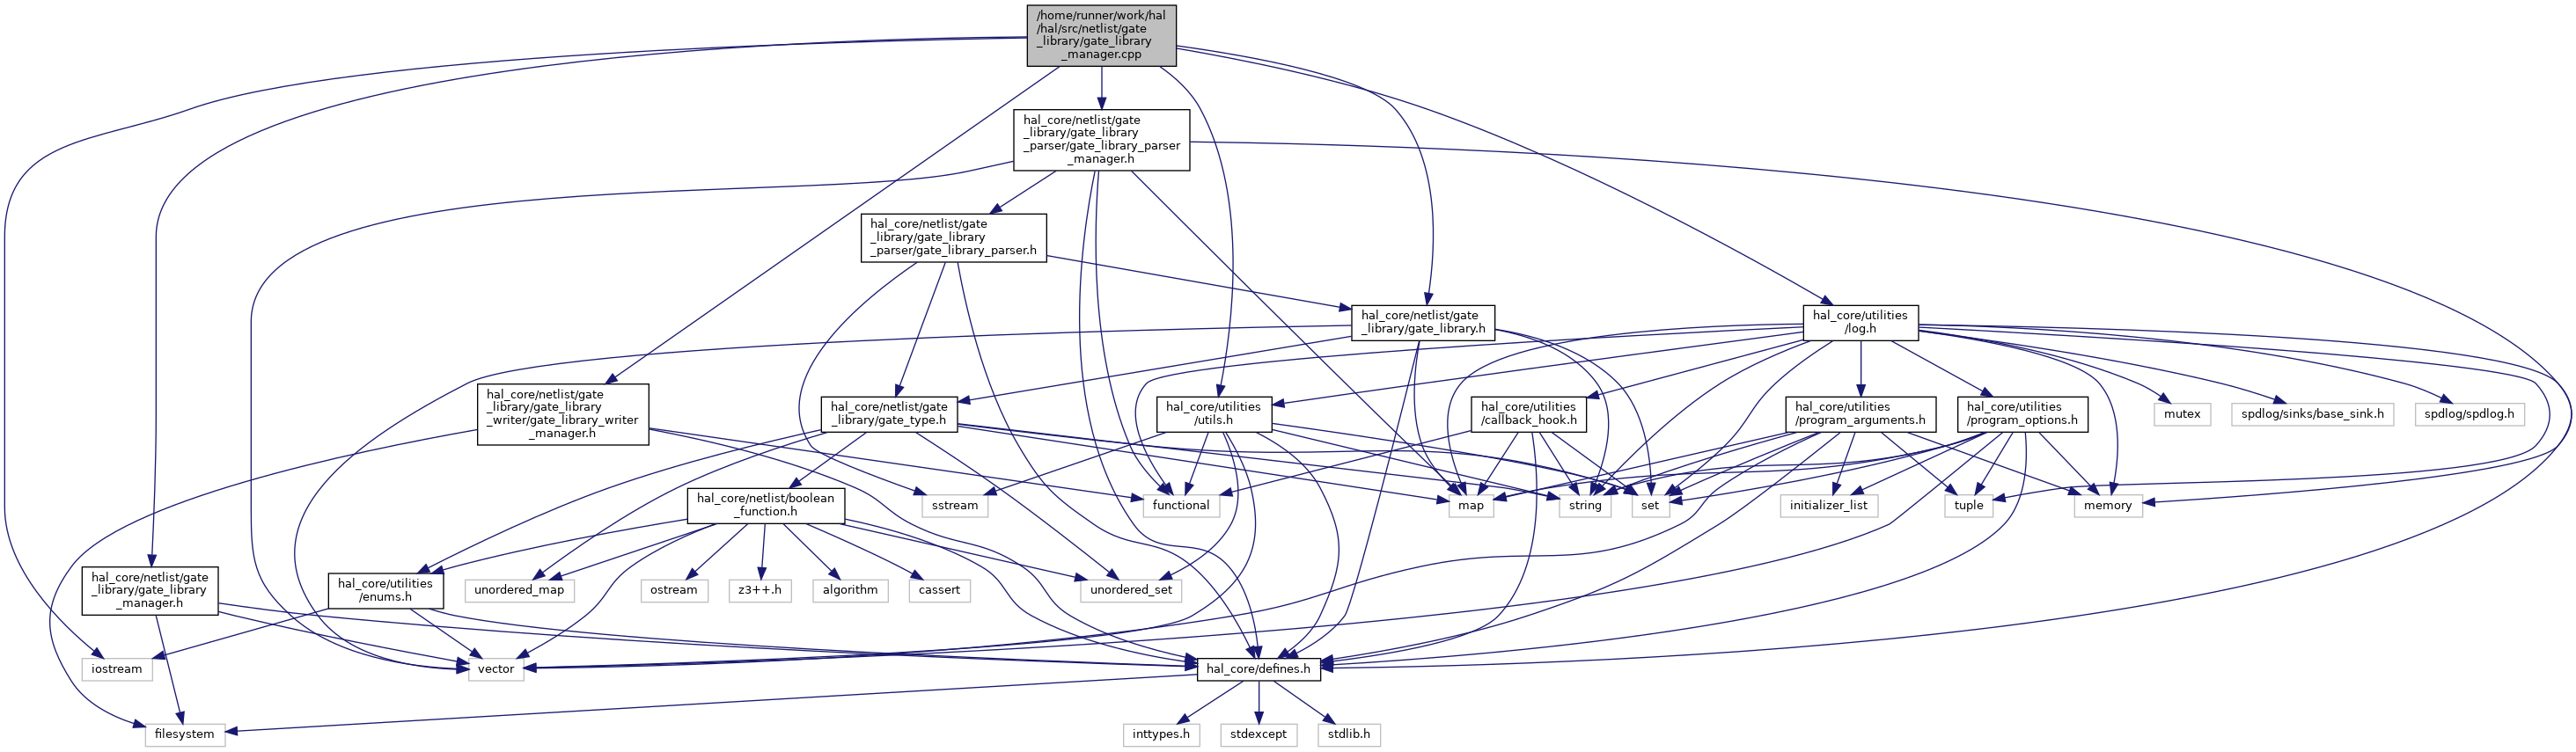 /home/runner/work/hal
/hal/src/netlist/gate
_library/gate_library
_manager.cpp
hal_core/netlist/gate
_library/gate_library
_parser/gate_library_parser
_manager.h
hal_core/netlist/gate
_library/gate_library
_parser/gate_library_parser.h
hal_core/netlist/gate
_library/gate_library.h
hal_core/utilities
/log.h
hal_core/netlist/gate
_library/gate_library
_writer/gate_library_writer
_manager.h
hal_core/netlist/gate
_library/gate_type.h
hal_core/utilities
/utils.h
hal_core/utilities
/callback_hook.h
hal_core/utilities
/program_arguments.h
hal_core/utilities
/program_options.h
mutex
spdlog/sinks/base_sink.h
spdlog/spdlog.h
hal_core/netlist/boolean
_function.h
sstream
functional
map
string
set
initializer_list
tuple
memory
hal_core/netlist/gate
_library/gate_library
_manager.h
hal_core/utilities
/enums.h
unordered_map
ostream
z3++.h
algorithm
cassert
unordered_set
iostream
vector
hal_core/defines.h
filesystem
inttypes.h
stdexcept
stdlib.h